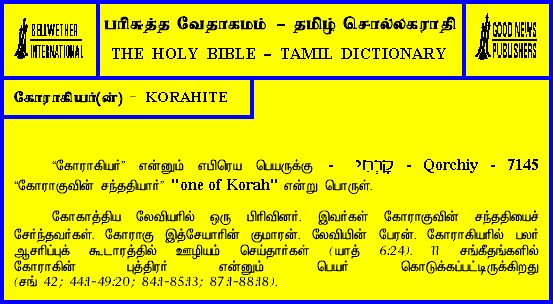 BELLWETHER
INTERNATIONAL
பரிசுத்த வேதாகமம் – தமிழ் சொல்லகராதி
THE HOLY BIBLE – TAMIL DICTIONARY
GOOD NEWS
PUBLISHERS
கோராகியர்(ன்) - KORAHITE
“கோராகியர்” என்னும் எபிரெய பெயருக்கு - קָרְחִי - Qorchiy - 7145
“கோராகுவின் சந்ததியார்” "one of Korah" என்று பொருள்.
கோகாத்திய லேவியரில் ஒரு பிரிவினர். இவர்கள் கோராகுவின் சந்ததியைச்
சேர்ந்தவர்கள். கோராகு இத்சேயாரின் குமாரன். லேவியின் பேரன். கோராகியரில் பலர்
ஆசரிப்புக் கூடாரத்தில் ஊழியம் செய்தார்கள் (யாத் 6:24). 11 சங்கீதங்களில்
கோராகின் புத்திரர் என்னும் பெயர் கொடுக்கப்பட்டிருக்கிறது
(சங் 42; 44:1-49:20; 84:1-85:13; 87:1-88:18).